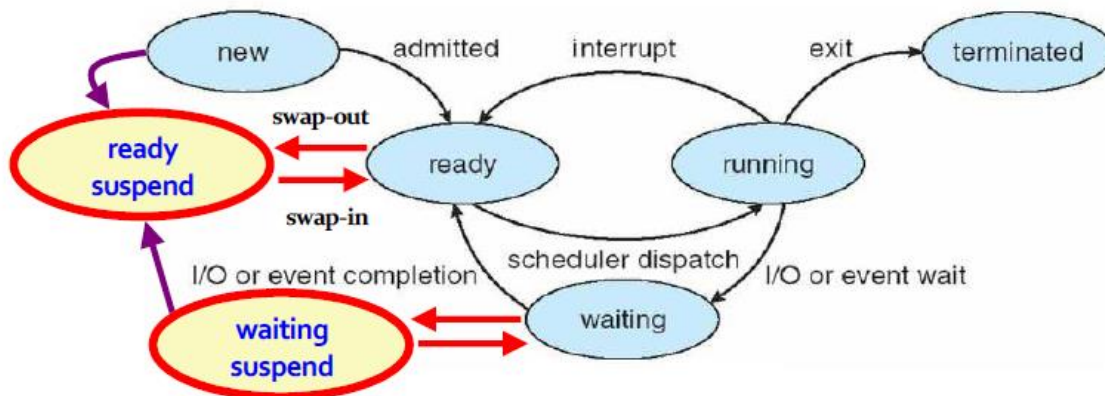 new
admitted
interrupt
exit
terminated
swap-out
ready
suspend
ready
running
swap-in
scheduler dispatch
I/O or event completion
I/O or event wait
waiting
waiting
suspend